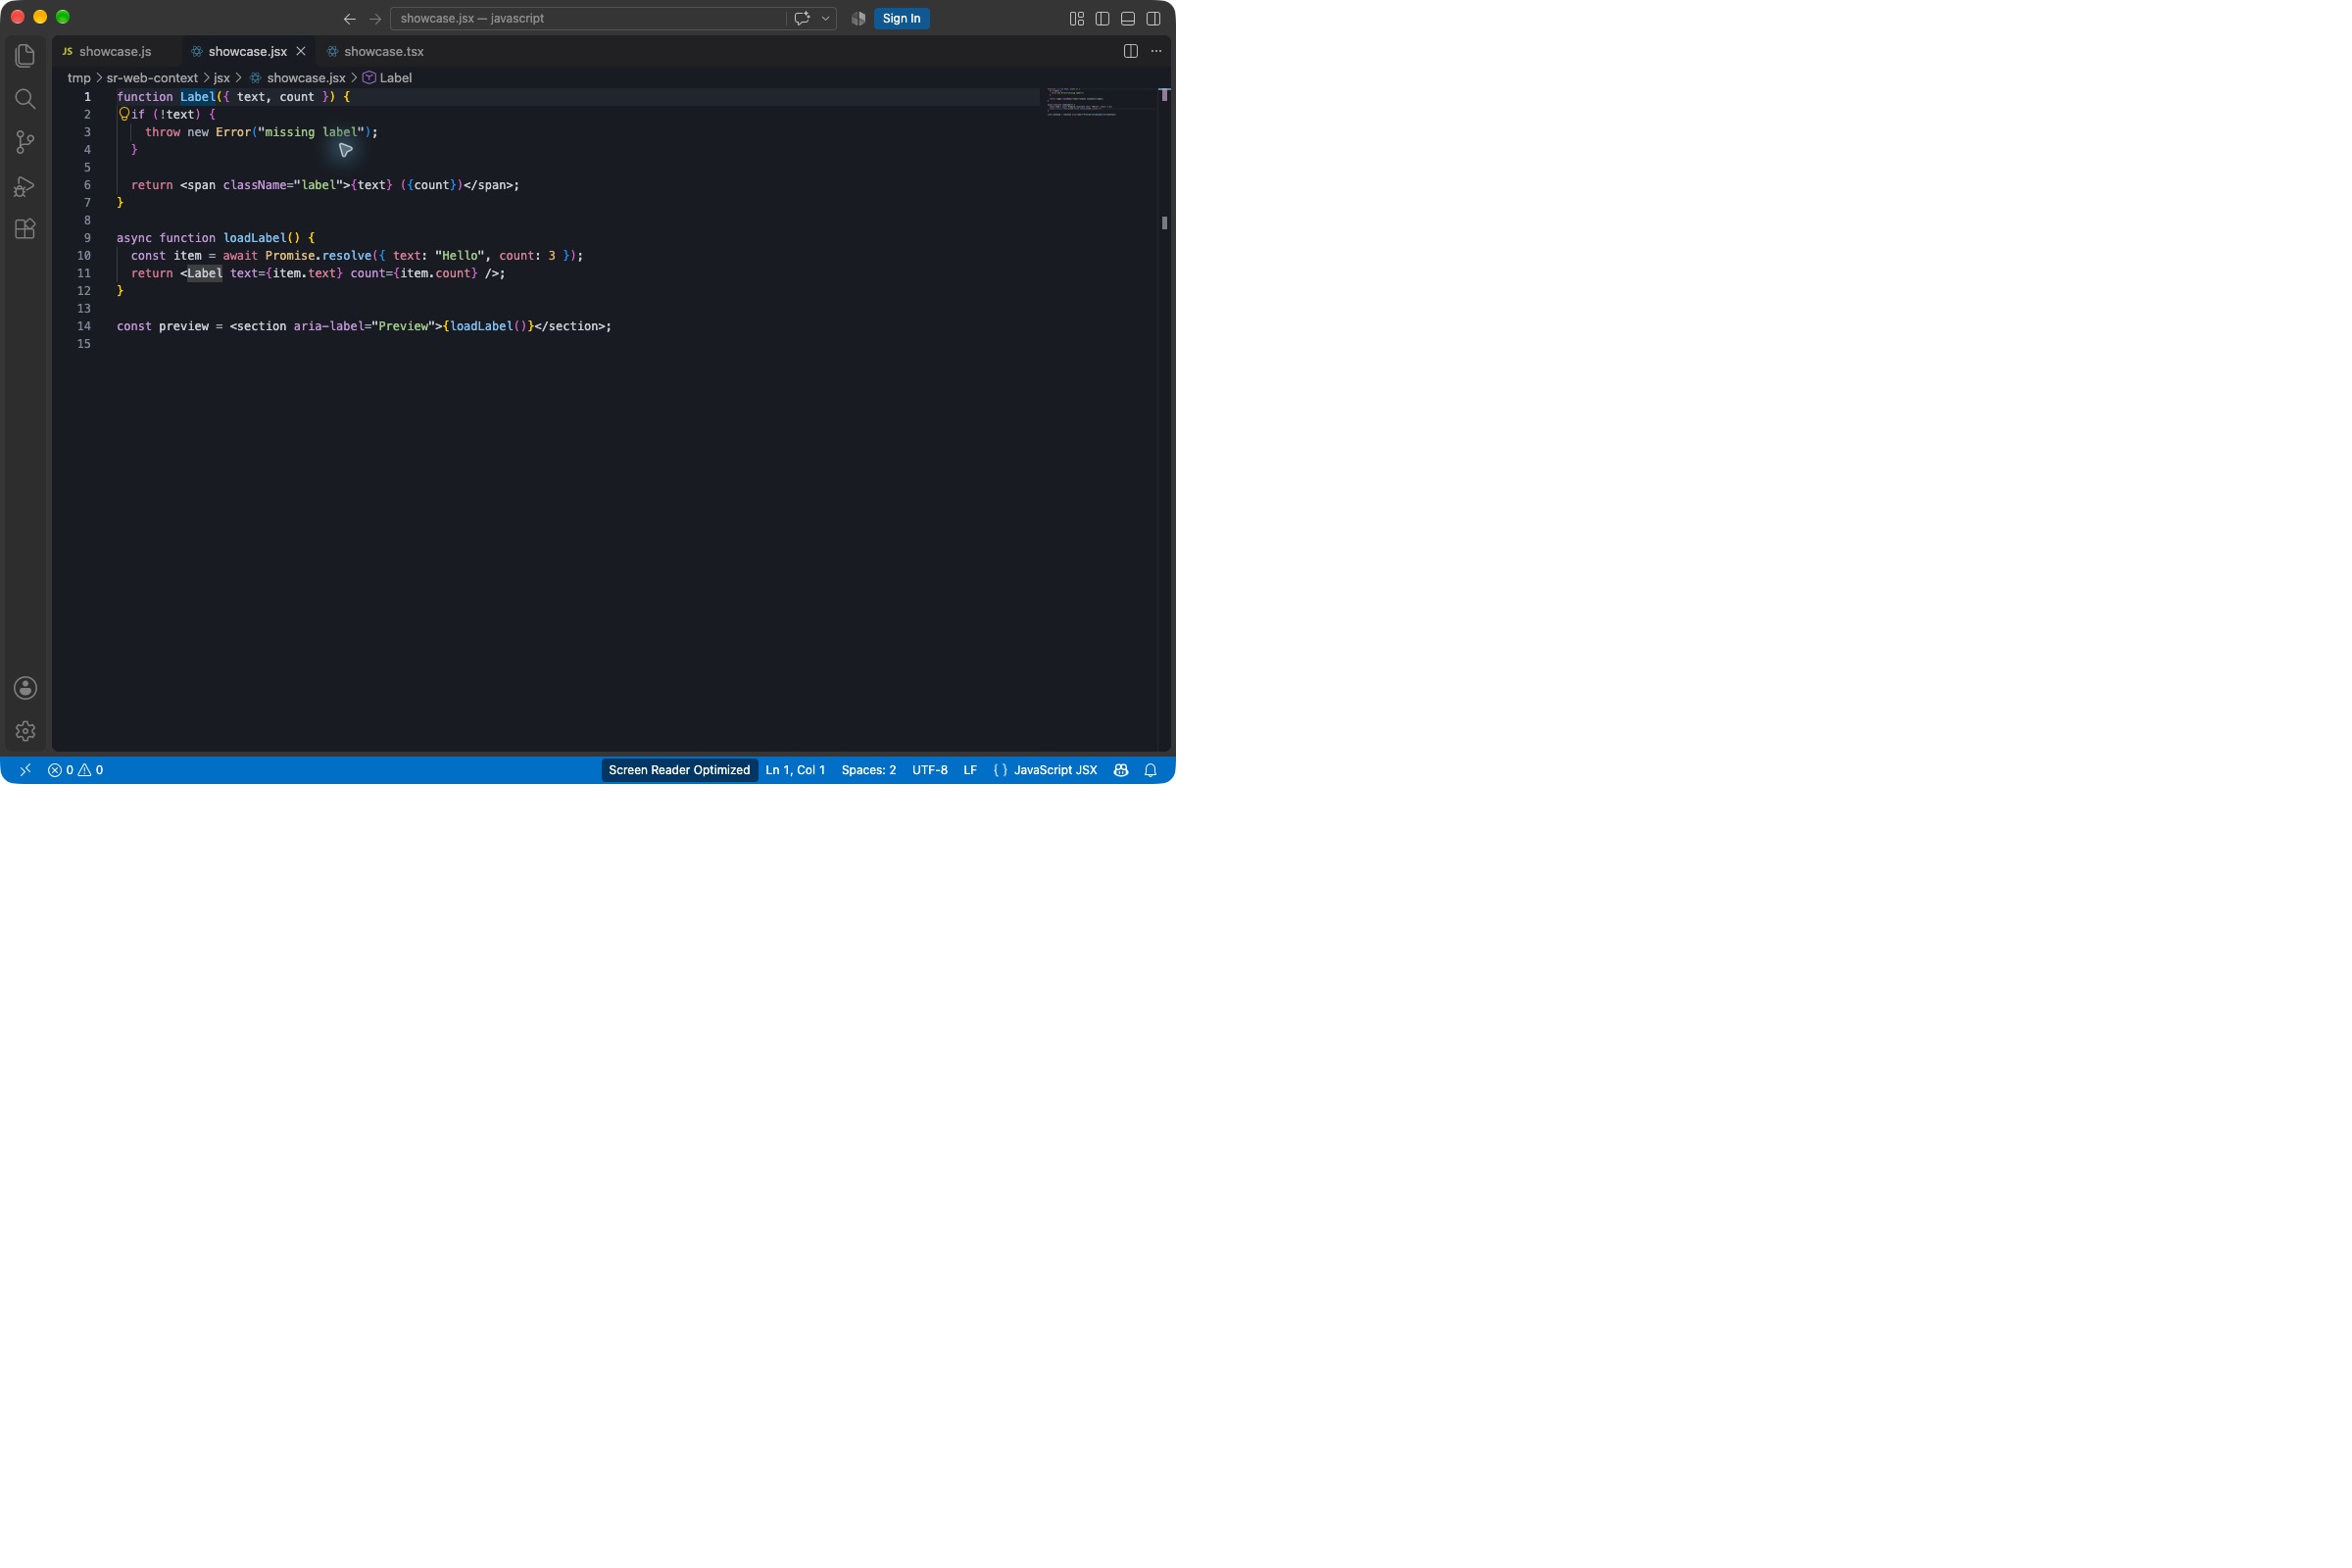 showcase.jsx — javascript
Sign In
JS showcase.js
showcase.jsx
showcase.tsx
tmp > sr-web-context > jsx > showcase.jsx > Label
1 function Label({ text, count }) {
2   if (!text) {
3     throw new Error("missing label");
4   }
5
6   return <span className="label">{text} ({count})</span>;
7 }
8
9 async function loadLabel() {
10   const item = await Promise.resolve({ text: "Hello", count: 3 });
11   return <Label text={item.text} count={item.count} />;
12 }
13
14 const preview = <section aria-label="Preview">{loadLabel()}</section>;
15
0 0 Screen Reader Optimized Ln 1, Col 1 Spaces: 2 UTF-8 LF { } JavaScript JSX